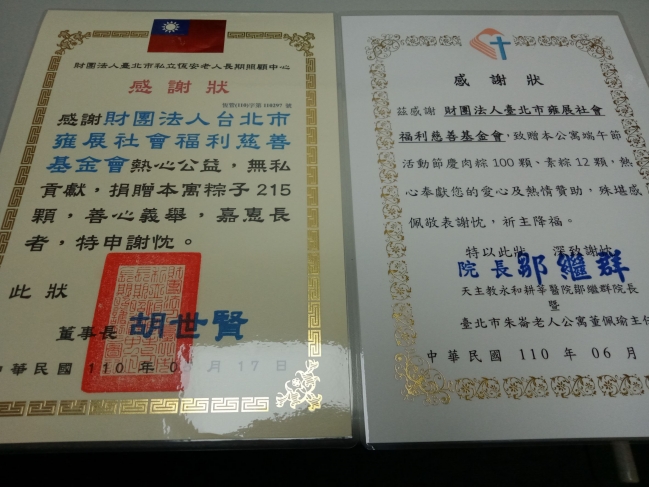 財團法人臺北市私立恆安老人長期照顧中心
感謝狀
感謝財團法人台北市
雍展社會福利慈善
基金會熱心公益，無私
貢獻，捐贈本寓粽子215
顆，善心義舉，嘉惠長
者，特申謝忱。
此狀
董事長 胡世賢
中華民國 110 年 月 17 日
感謝狀
茲感謝 財團法人臺北市雍展社會
福利慈善基金會，致贈本公寓端午節
活動節慶肉粽100顆、素粽12顆，熱
心奉獻您的愛心及熱情贊助，殊堪感
佩敬表謝忱，祈主降福。
特以此狀 深致謝忱
院長鄒繼群
天主教永和耕莘醫院鄒繼群院長
暨
臺北市朱崙老人公寓董佩瑜主任
中華民國 110 年 06 月